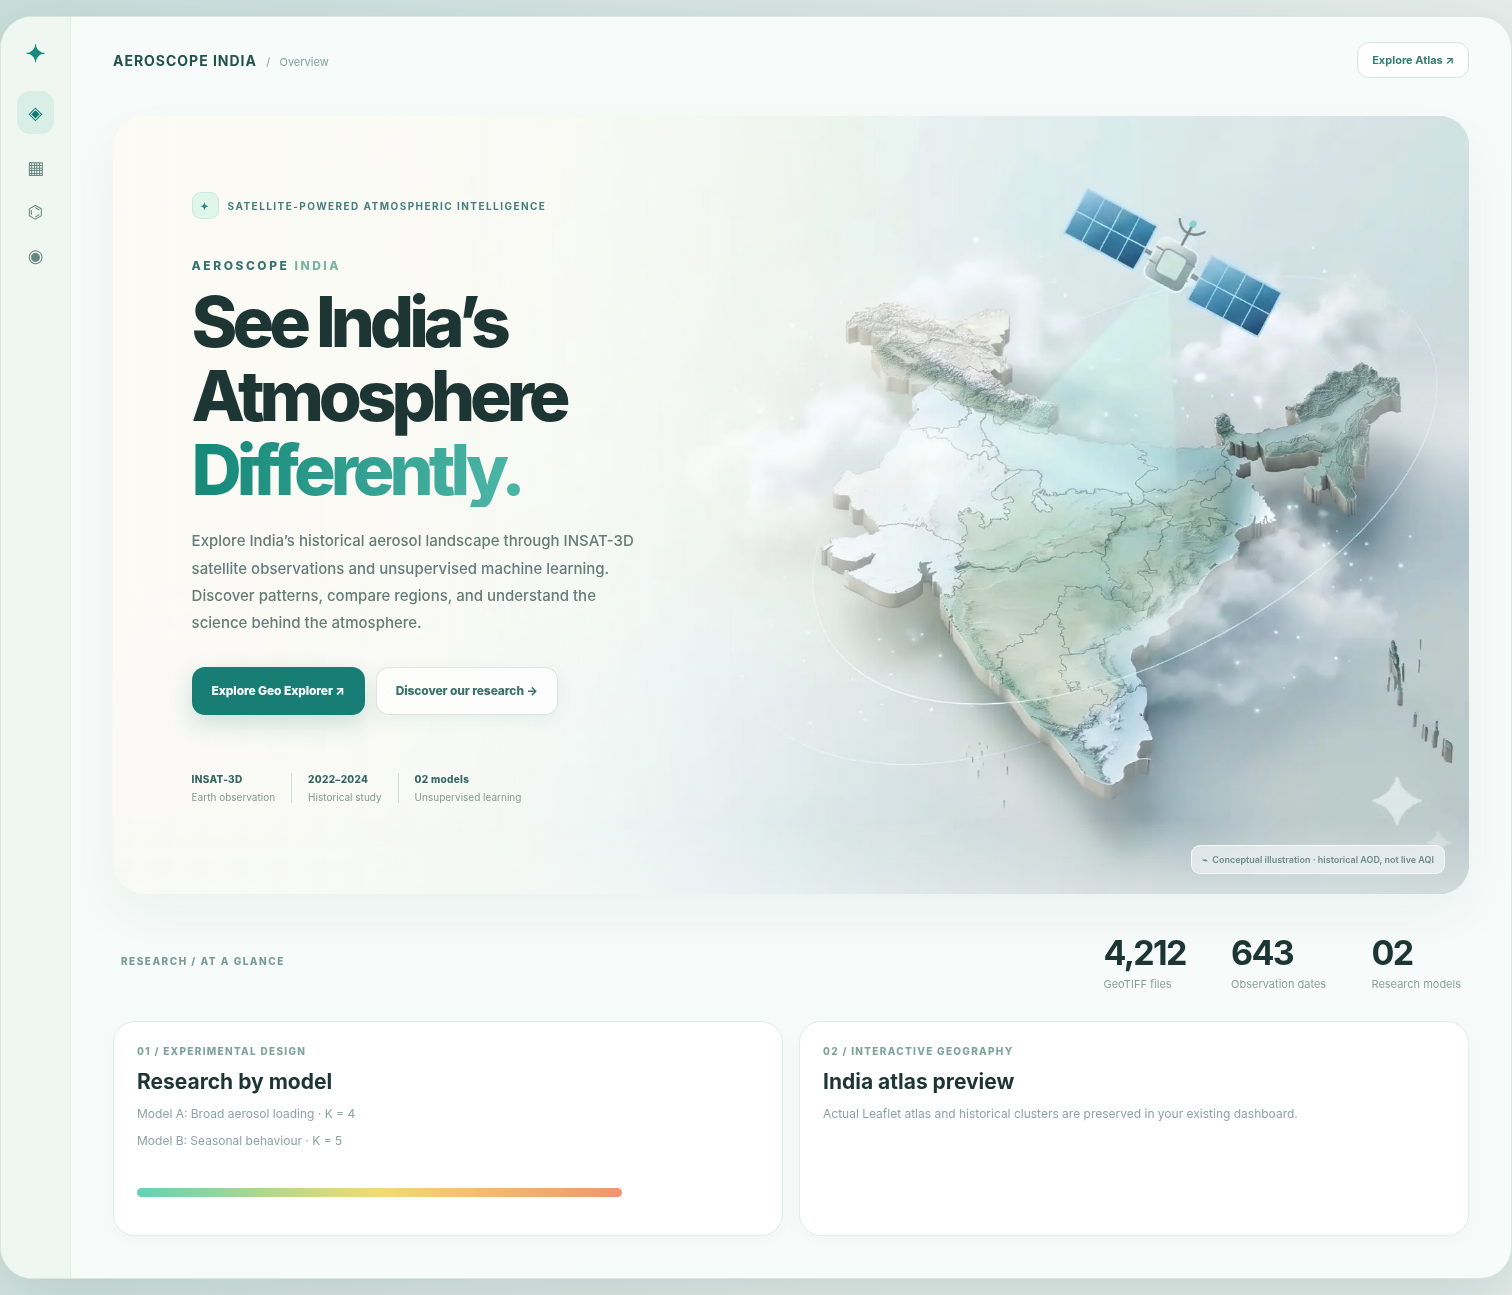 AEROSCOPE INDIA / Overview
Explore Atlas ↗
✦ SATELLITE-POWERED ATMOSPHERIC INTELLIGENCE
AEROSCOPE INDIA
See India’s
Atmosphere
Differently.
Explore India’s historical aerosol landscape through INSAT-3D
satellite observations and unsupervised machine learning.
Discover patterns, compare regions, and understand the
science behind the atmosphere.
Explore Geo Explorer ↗
Discover our research →
INSAT-3D
Earth observation
2022–2024
Historical study
02 models
Unsupervised learning
⌁ Conceptual illustration · historical AOD, not live AQI
RESEARCH / AT A GLANCE
4,212
GeoTIFF files
643
Observation dates
02
Research models
01 / EXPERIMENTAL DESIGN
Research by model
Model A: Broad aerosol loading · K = 4
Model B: Seasonal behaviour · K = 5
02 / INTERACTIVE GEOGRAPHY
India atlas preview
Actual Leaflet atlas and historical clusters are preserved in your existing dashboard.